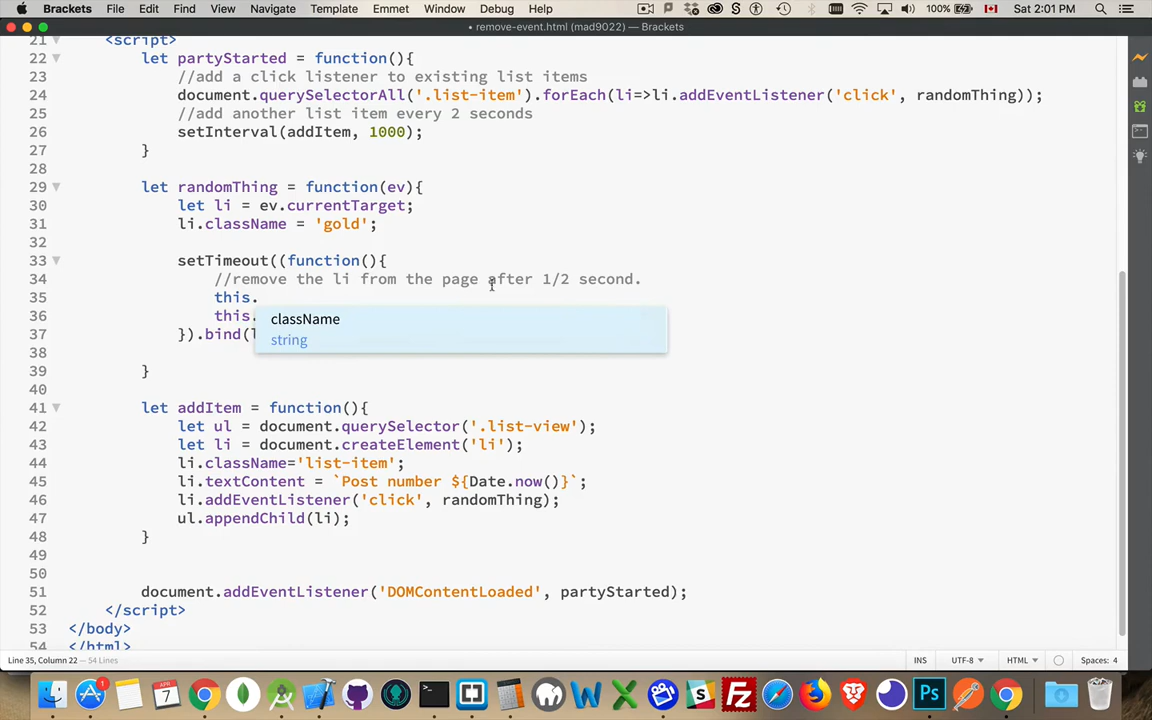 Brackets File Edit Find View Navigate Template Emmet Window Debug Help 100% Sat 2:01 PM
• remove-event.html (mad9022) — Brackets
21 <script>
22 let partyStarted = function(){
23 //add a click listener to existing list items
24 document.querySelectorAll('.list-item').forEach(li=>li.addEventListener('click', randomThing));
25 //add another list item every 2 seconds
26 setInterval(addItem, 1000);
27 }
28
29 let randomThing = function(ev){
30 let li = ev.currentTarget;
31 li.className = 'gold';
32
33 setTimeout((function(){
34 //remove the li from the page after 1/2 second.
35 this.
36 this.
className
string
37 }).bind(l
38
39 }
40
41 let addItem = function(){
42 let ul = document.querySelector('.list-view');
43 let li = document.createElement('li');
44 li.className='list-item';
45 li.textContent = `Post number ${Date.now()}`;
46 li.addEventListener('click', randomThing);
47 ul.appendChild(li);
48 }
49
50
51 document.addEventListener('DOMContentLoaded', partyStarted);
52 </script>
53 </body>
54 </html>
Line 35, Column 22 — 54 Lines INS UTF-8 HTML Spaces: 4